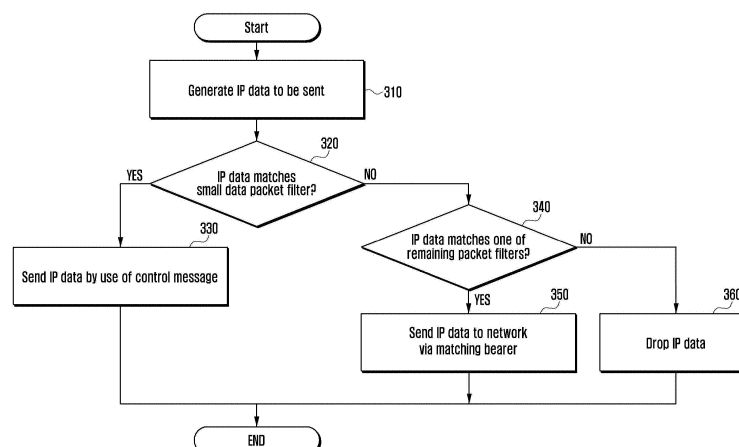 Start
Generate IP data to be sent
310
320
IP data matches
small data packet filter?
YES
NO
330
Send IP data by use of control message
340
IP data matches one of
remaining packet filters?
NO
YES
350
Send IP data to network
via matching bearer
360
Drop IP data
END